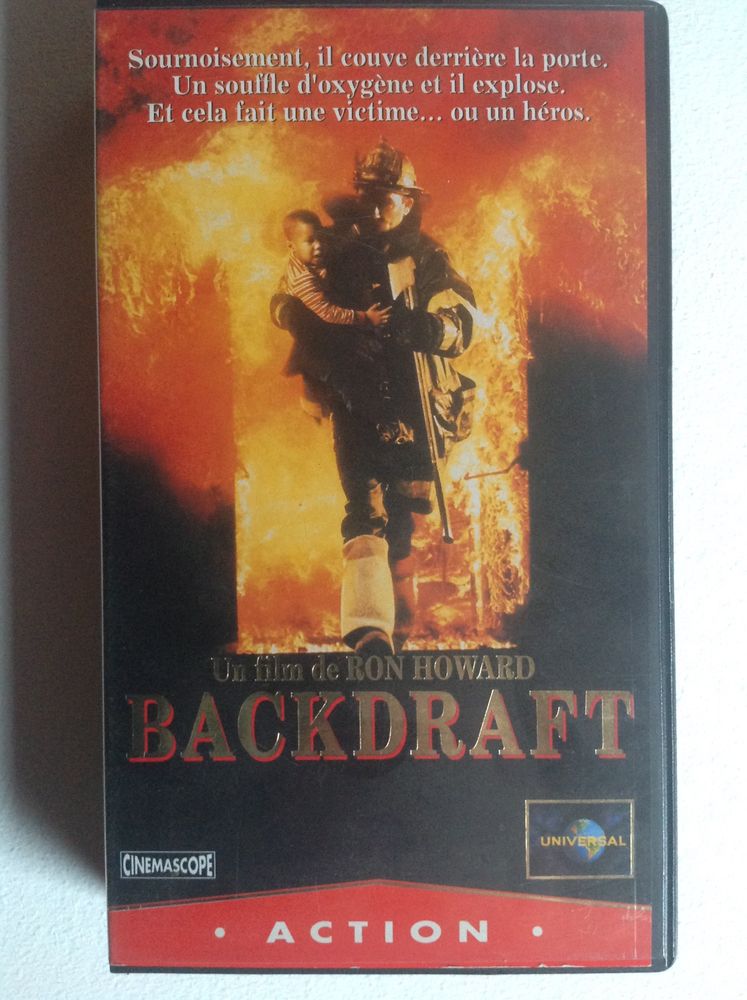 Sournoisement, il couve derrière la porte.
Un souffle d'oxygène et il explose.
Et cela fait une victime... ou un héros.
Un film de RON HOWARD
BACKDRAFT
UNIVERSAL
CINEMASCOPE
• ACTION •